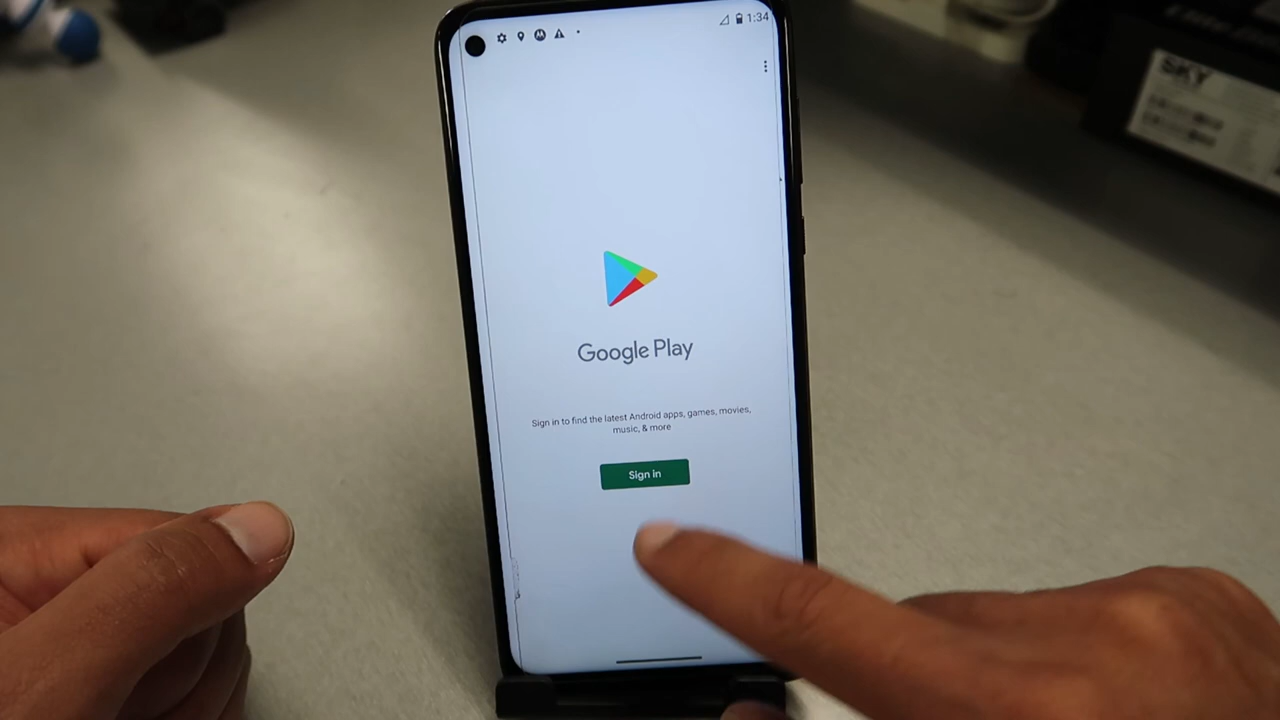 1:34
SKY
Google Play
Sign in to find the latest Android apps, games, movies,
music, & more
Sign in